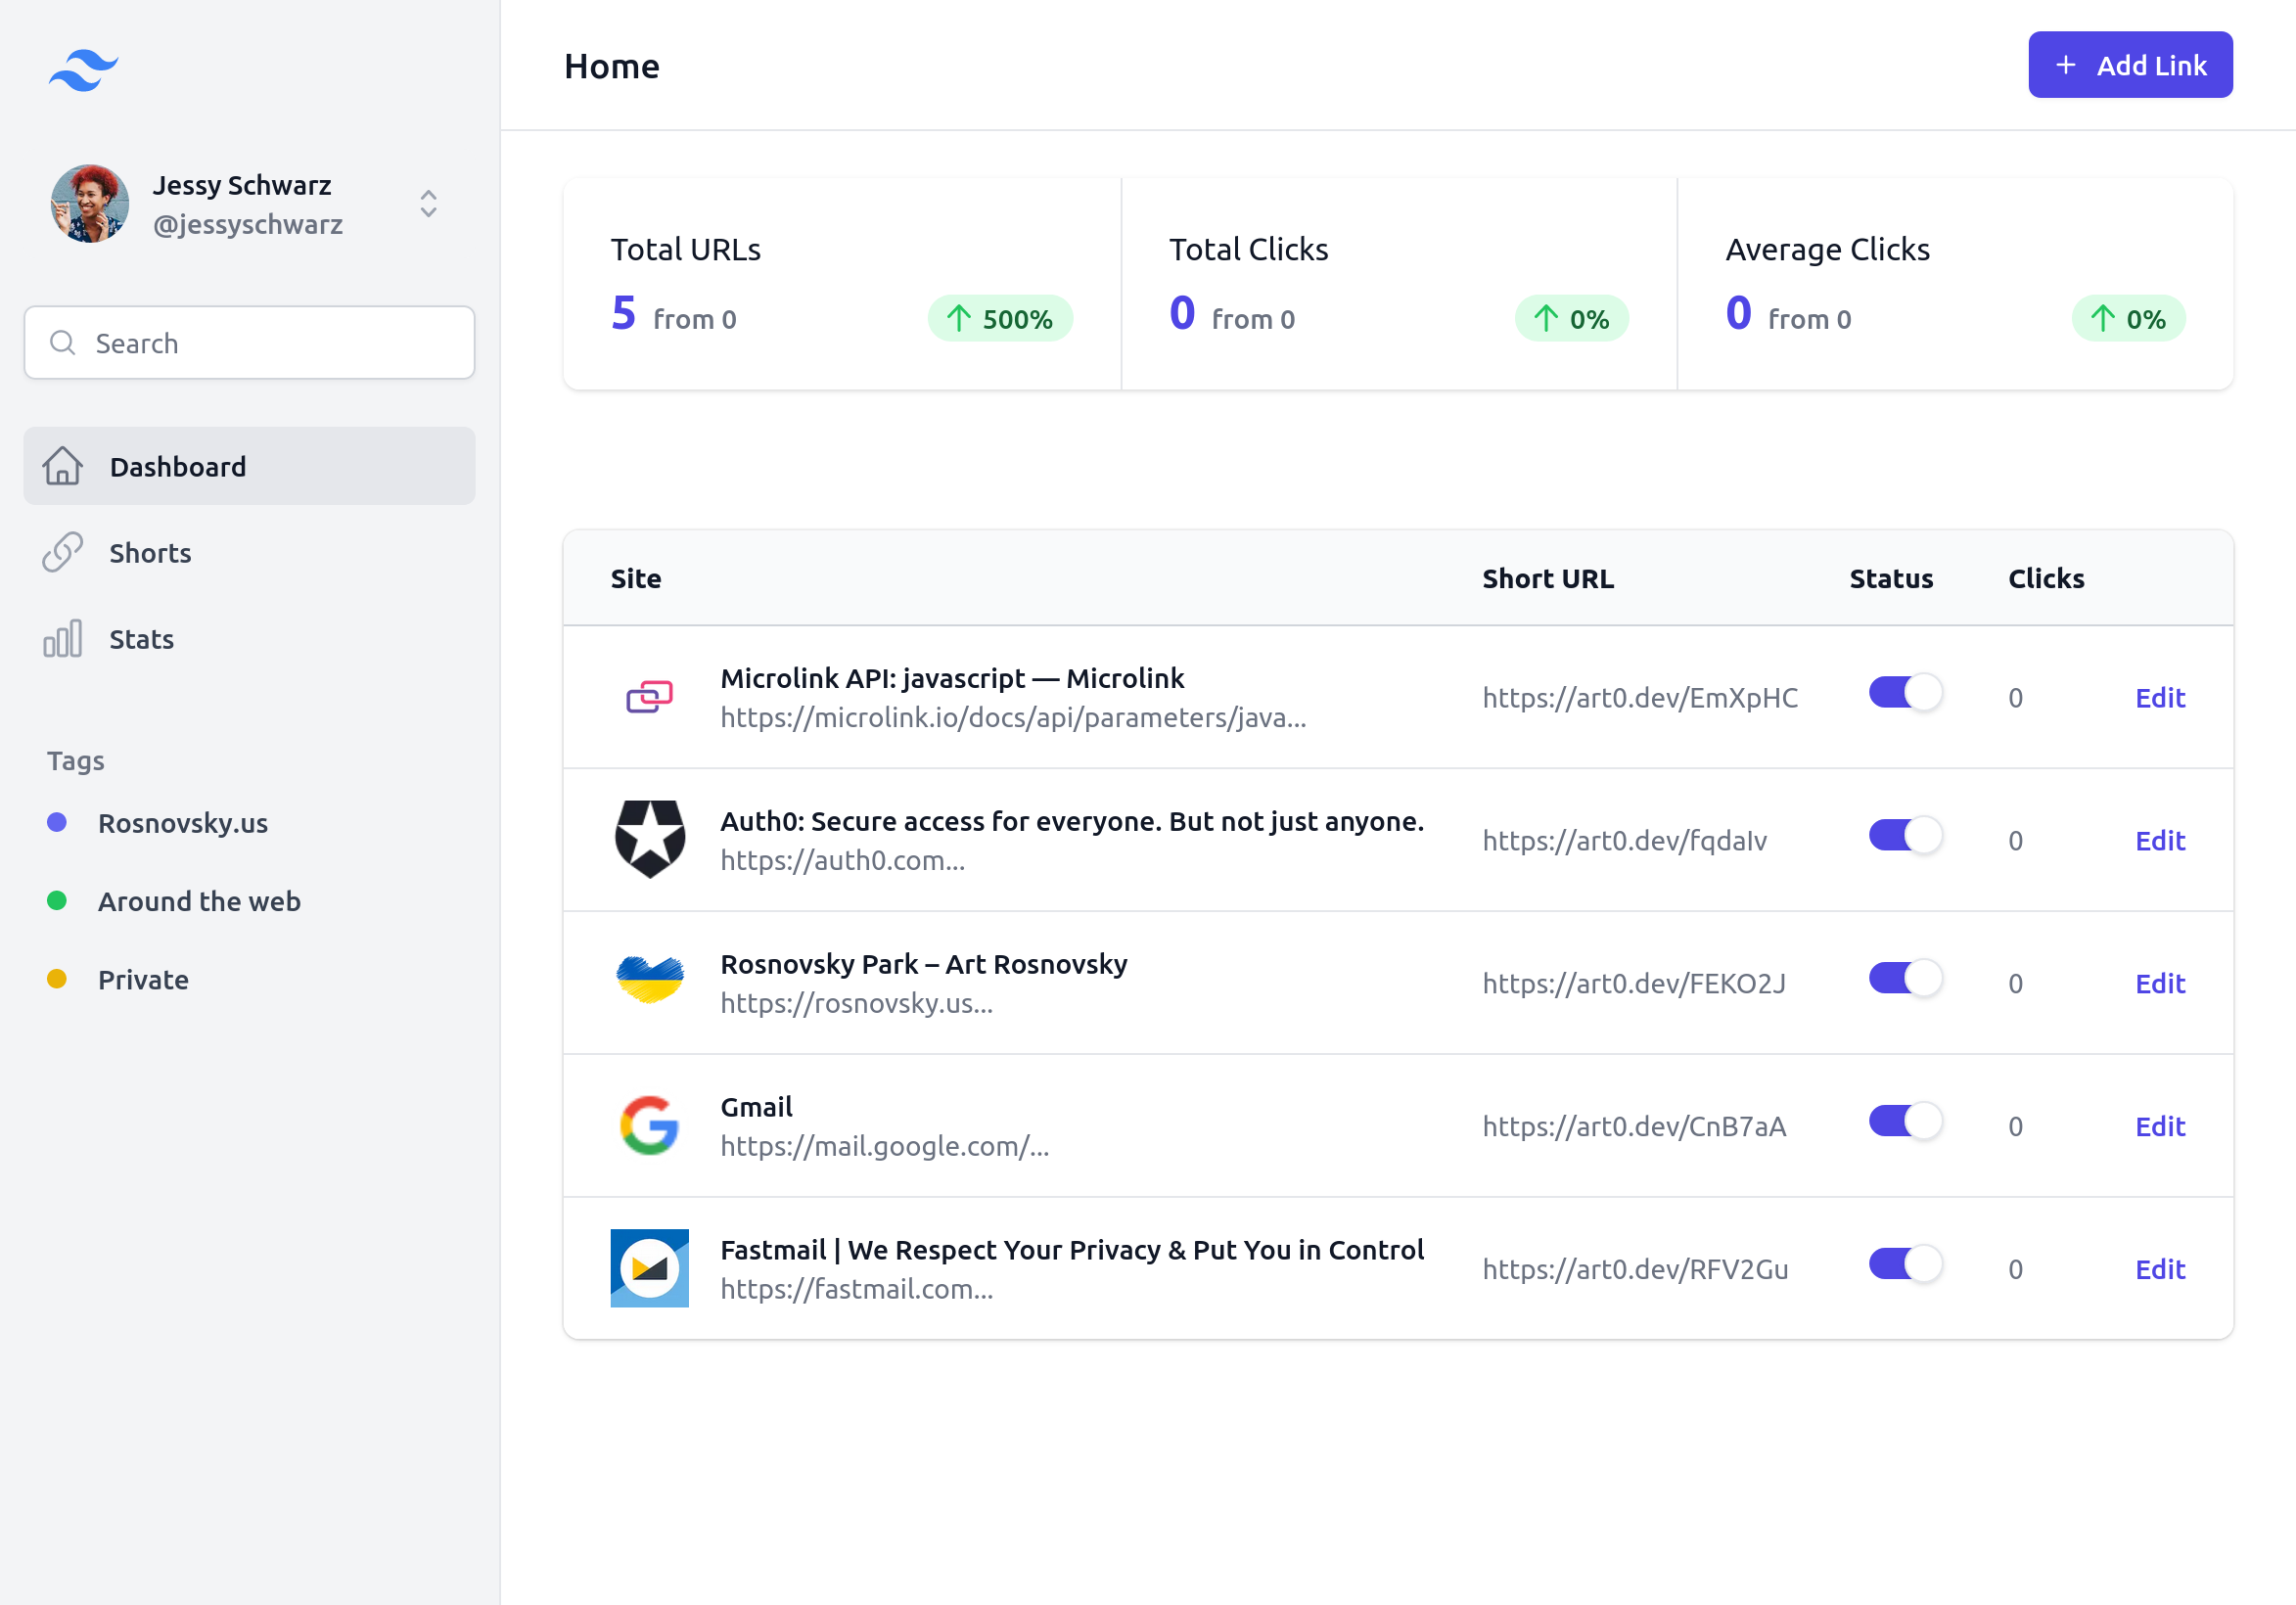 Jessy Schwarz
@jessyschwarz
Search
Dashboard
Shorts
Stats
Tags
Rosnovsky.us
Around the web
Private
Home
+ Add Link
Total URLs
5 from 0
500%
Total Clicks
0 from 0
0%
Average Clicks
0 from 0
0%
Site Short URL Status Clicks
Microlink API: javascript — Microlink
https://microlink.io/docs/api/parameters/java...
https://art0.dev/EmXpHC 0 Edit
Auth0: Secure access for everyone. But not just anyone.
https://auth0.com...
https://art0.dev/fqdaIv 0 Edit
Rosnovsky Park – Art Rosnovsky
https://rosnovsky.us...
https://art0.dev/FEKO2J 0 Edit
Gmail
https://mail.google.com/...
https://art0.dev/CnB7aA 0 Edit
Fastmail | We Respect Your Privacy & Put You in Control
https://fastmail.com...
https://art0.dev/RFV2Gu 0 Edit